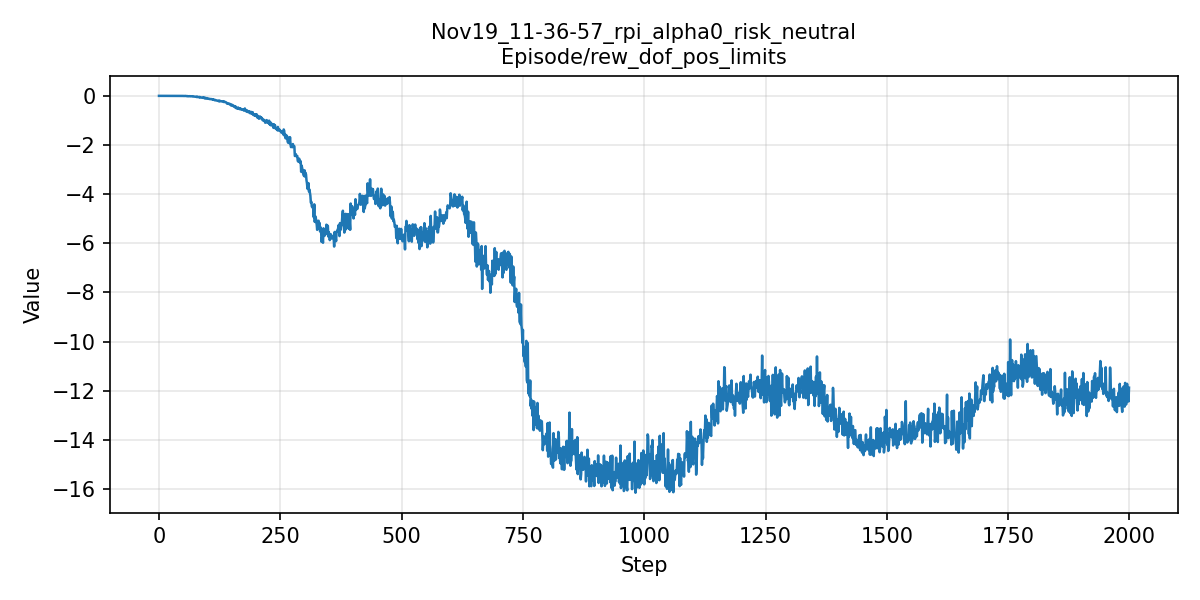 Nov19_11-36-57_rpi_alpha0_risk_neutral
Episode/rew_dof_pos_limits
Value
0
−2
−4
−6
−8
−10
−12
−14
−16
0 250 500 750 1000 1250 1500 1750 2000
Step